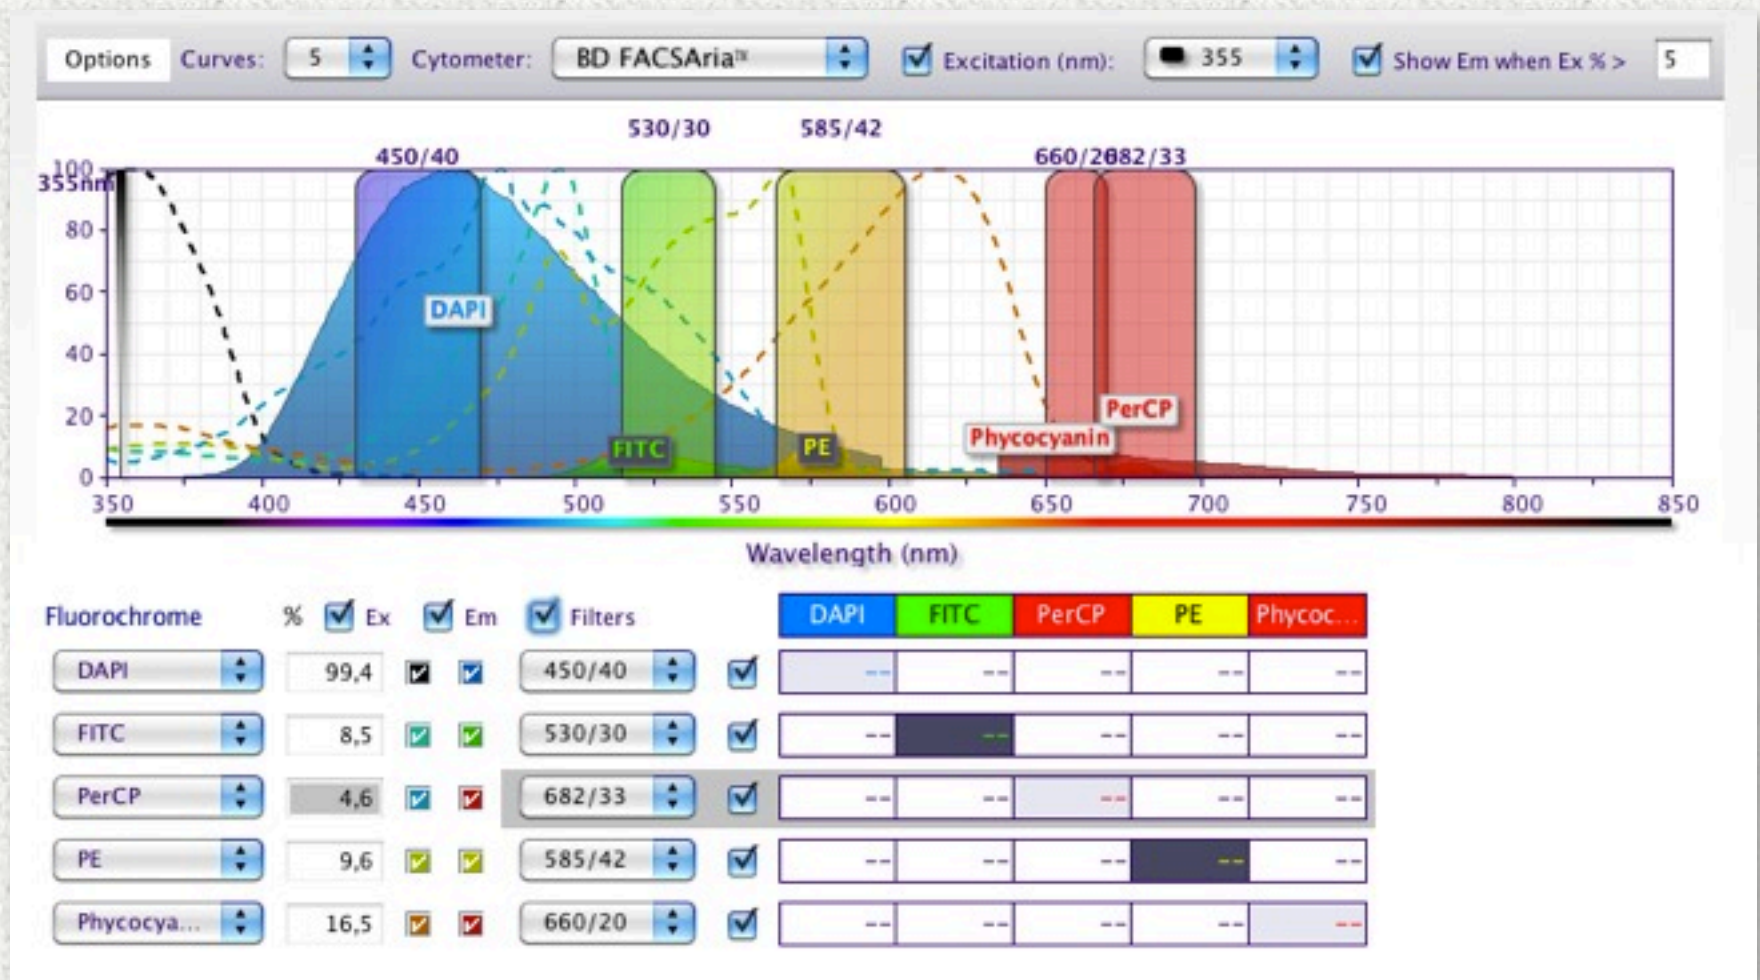 Options Curves: 5 Cytometer: BD FACSAria™ Excitation (nm): 355 Show Em when Ex % > 5
530/30 585/42
450/40 660/20 682/33
100
355nm
80
60
DAPI
40
20
PerCP
Phycocyanin
FITC PE
0
350 400 450 500 550 600 650 700 750 800 850
Wavelength (nm)
Fluorochrome % Ex Em Filters DAPI FITC PerCP PE Phycoc...
DAPI 99,4 450/40 -- -- -- -- --
FITC 8,5 530/30 -- -- -- -- --
PerCP 4,6 682/33 -- -- -- -- --
PE 9,6 585/42 -- -- -- -- --
Phycocya... 16,5 660/20 -- -- -- -- --